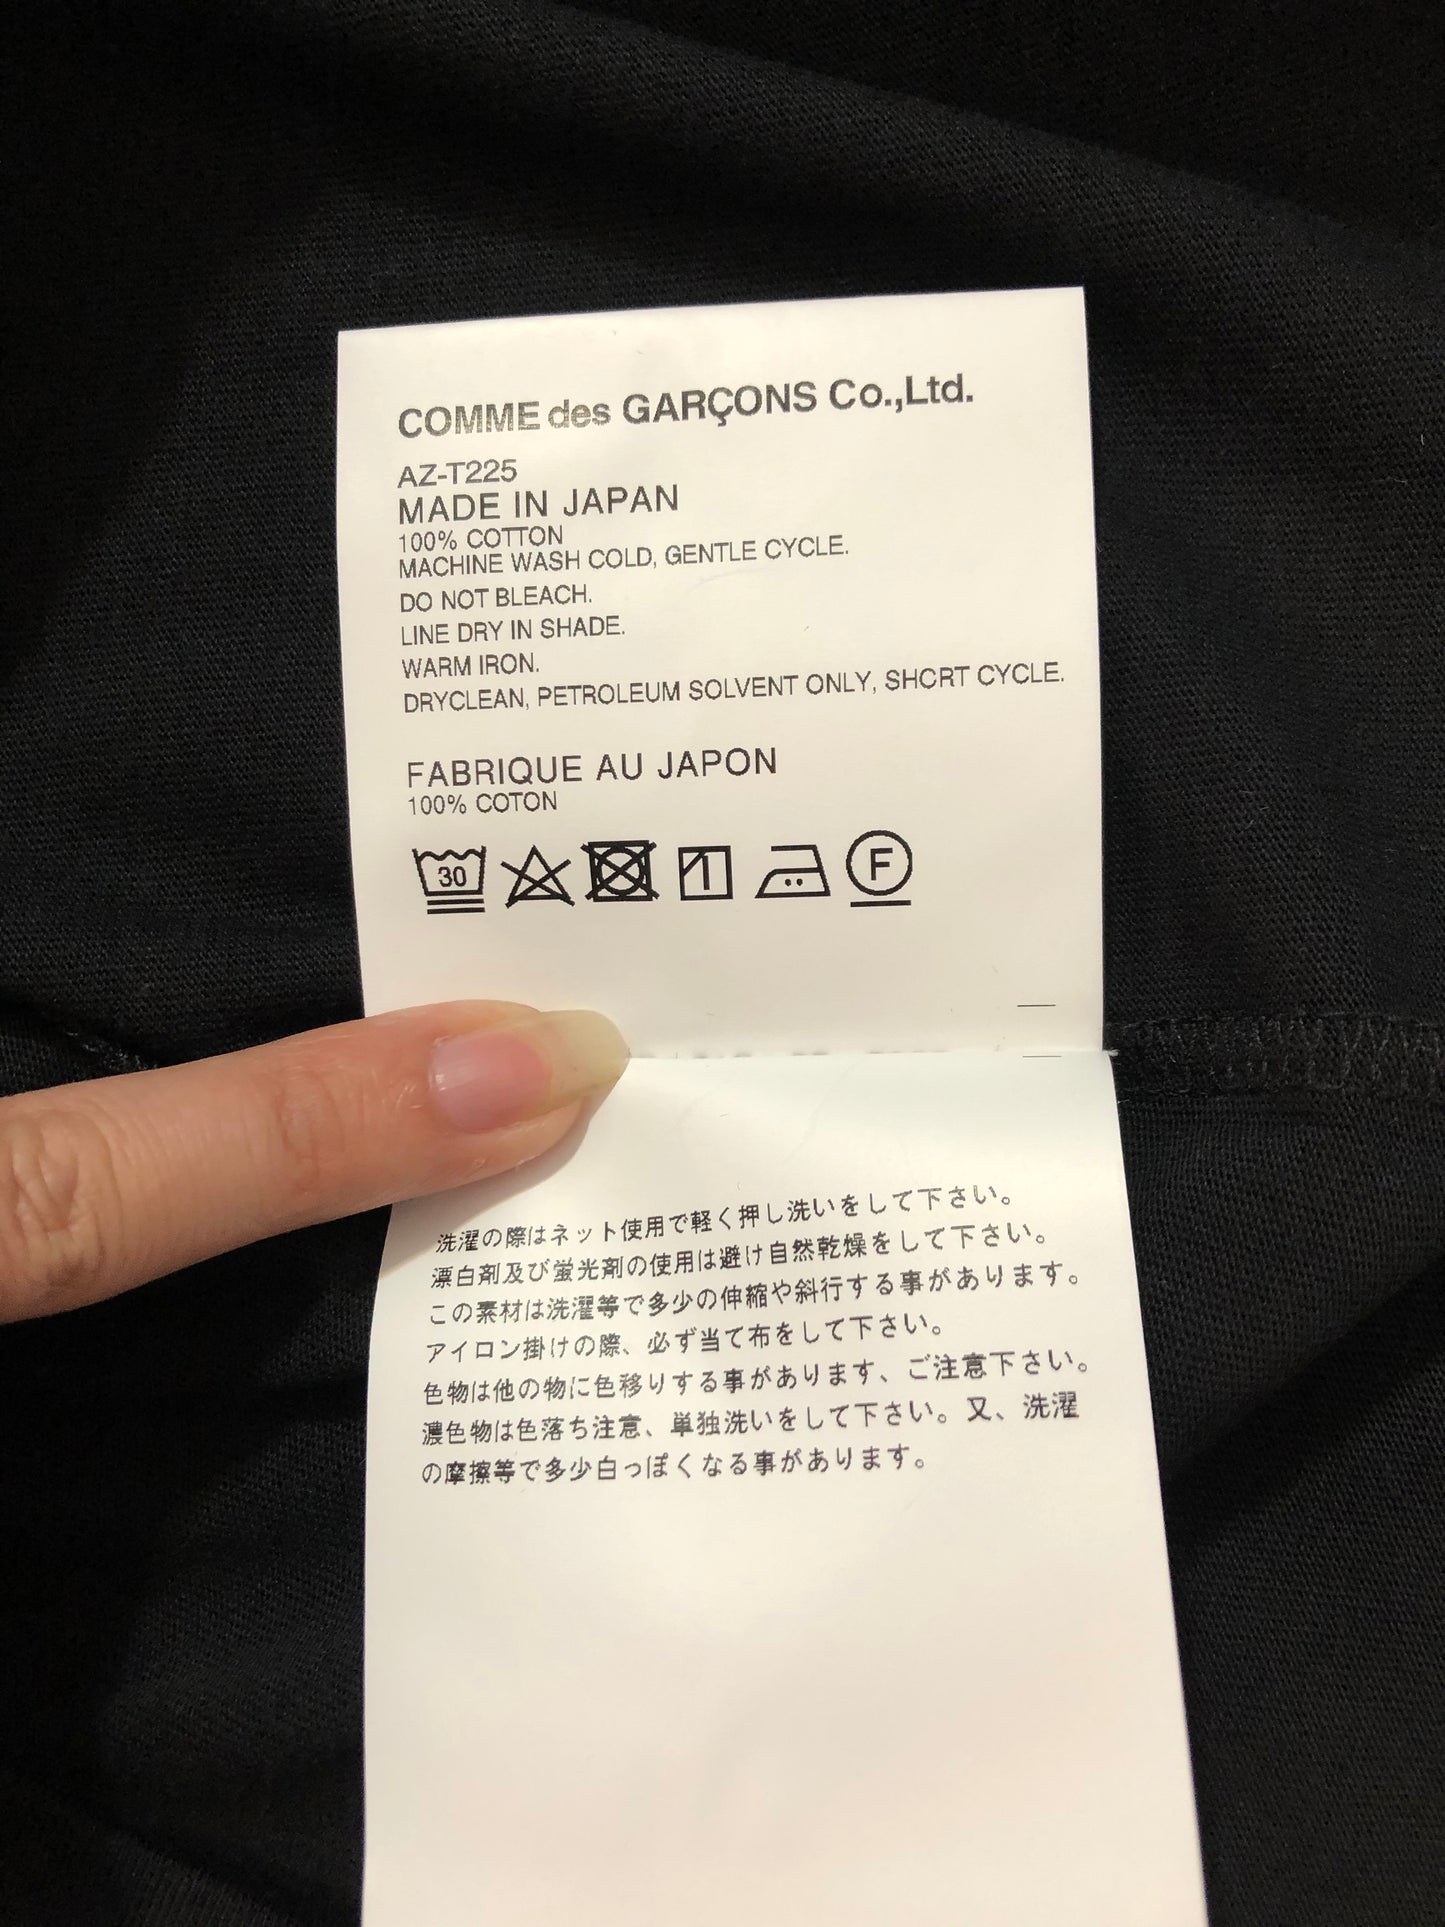 COMME des GARÇONS Co.,Ltd.
AZ-T225
MADE IN JAPAN
100% COTTON
MACHINE WASH COLD, GENTLE CYCLE.
DO NOT BLEACH.
LINE DRY IN SHADE.
WARM IRON.
DRYCLEAN, PETROLEUM SOLVENT ONLY, SHORT CYCLE.
FABRIQUE AU JAPON
100% COTON
30 F
洗濯の際はネット使用で軽く押し洗いをして下さい。
漂白剤及び蛍光剤の使用は避け自然乾燥をして下さい。
この素材は洗濯等で多少の伸縮や斜行する事があります。
アイロン掛けの際、必ず当て布をして下さい。
色物は他の物に色移りする事があります、ご注意下さい。
濃色物は色落ち注意、単独洗いをして下さい。又、洗濯
の摩擦等で多少白っぽくなる事があります。